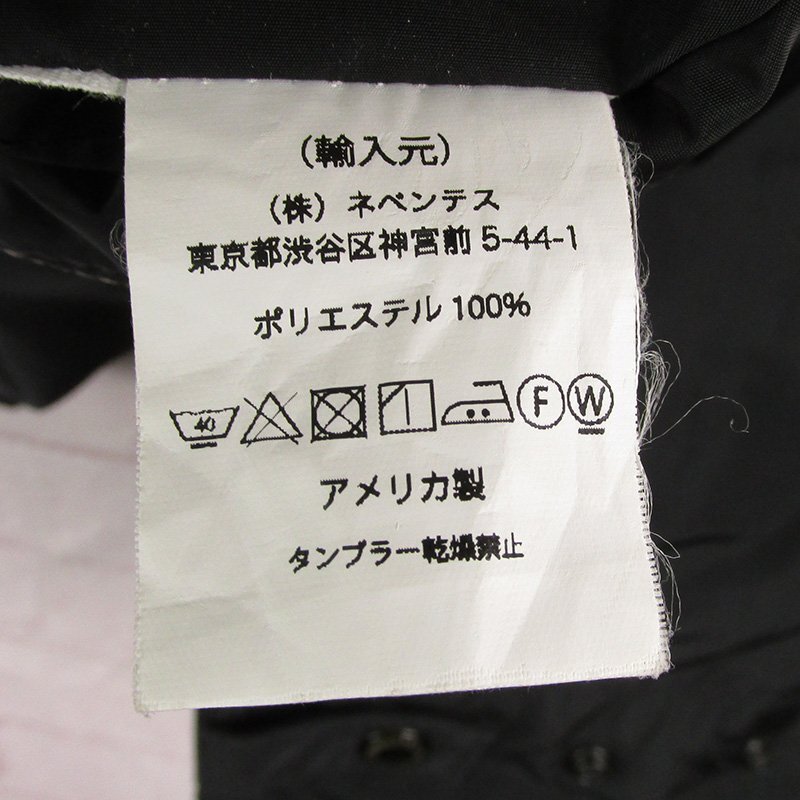 (輸入元)
(株) ネペンテス
東京都渋谷区神宮前 5-44-1
ポリエステル 100%
40 F W
アメリカ製
タンブラー乾燥禁止